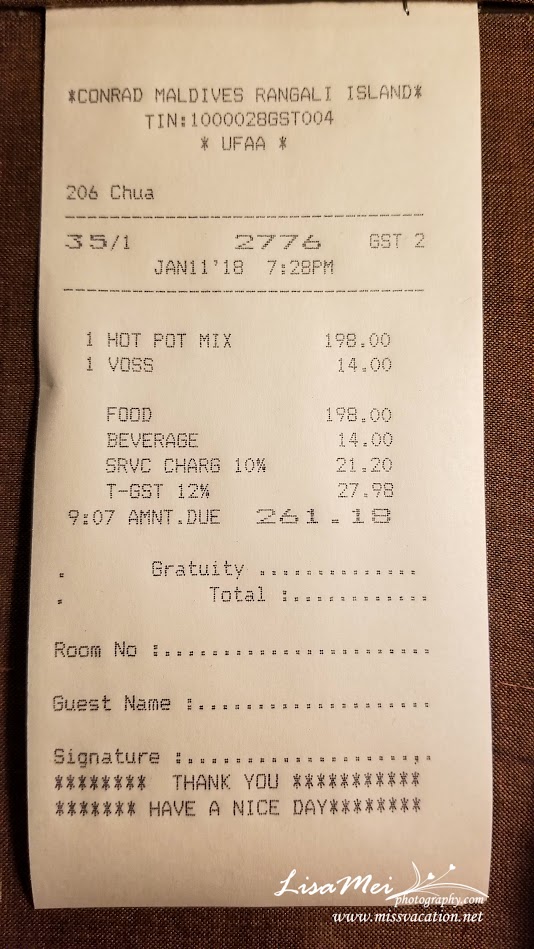 *CONRAD MALDIVES RANGALI ISLAND*
TIN:1000028GST004
* UFAA *
206 Chua
35/1 2776 GST 2
JAN11'18 7:28PM
1 HOT POT MIX 198.00
1 VOSS 14.00
FOOD 198.00
BEVERAGE 14.00
SRVC CHARG 10% 21.20
T-GST 12% 27.98
9:07 AMNT.DUE 261.18
. Gratuity ..............
. Total :.............
Room No :........................
Guest Name :.....................
Signature :......................
******** THANK YOU ***********
******* HAVE A NICE DAY********
LisaMei
photography.com
www.missvacation.net